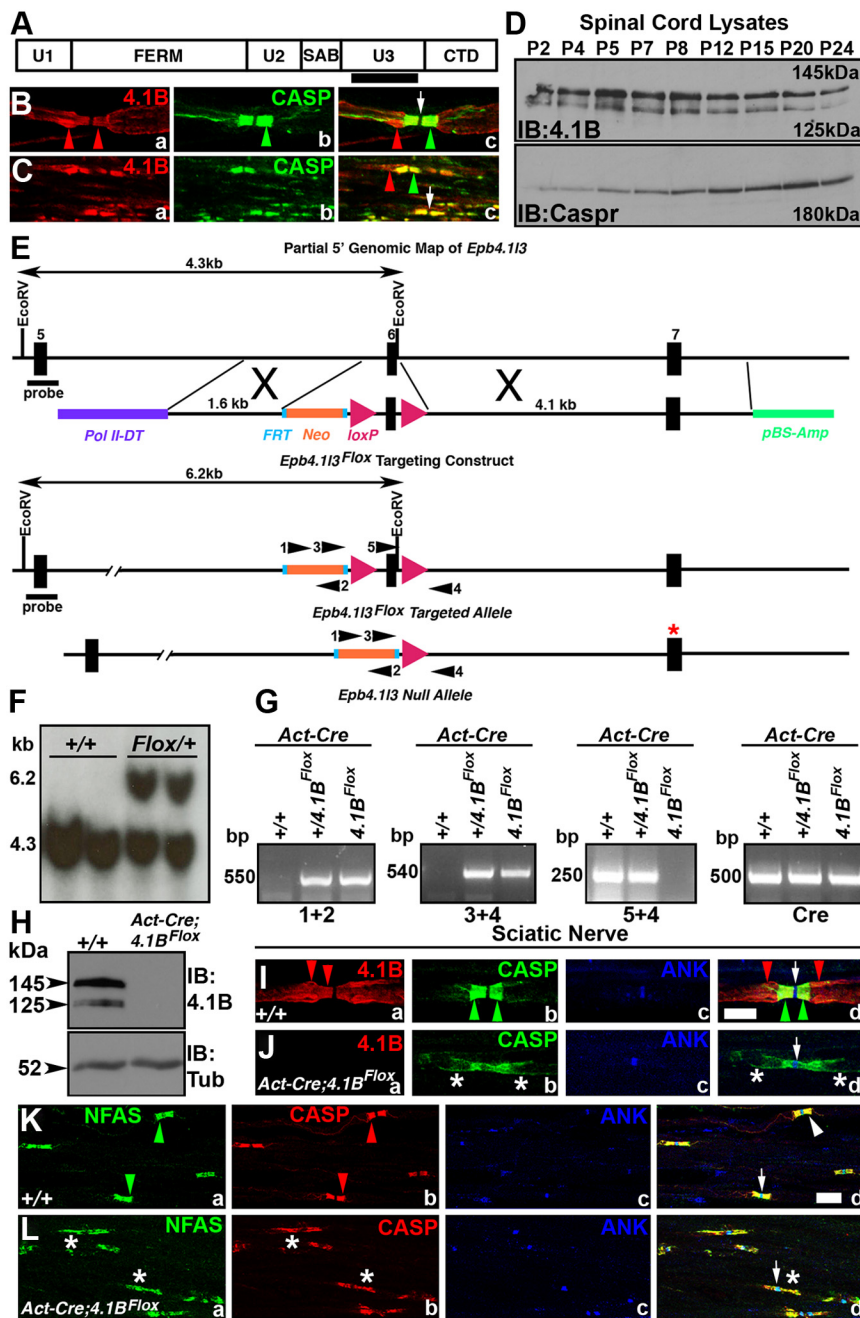 A
U1 FERM U2 SAB U3 CTD
B 4.1B a CASP b c
C 4.1B a CASP b c
D Spinal Cord Lysates
P2 P4 P5 P7 P8 P12 P15 P20 P24
145kDa
IB:4.1B 125kDa
IB:Caspr 180kDa
E
Partial 5' Genomic Map of Epb4.1l3
4.3kb
EcoRV EcoRV
5 6 7
probe
X X
1.6 kb 4.1 kb
Pol II-DT FRT Neo loxP pBS-Amp
Epb4.1l3Flox Targeting Construct
6.2kb
EcoRV EcoRV
1 3 5
2 4
probe
Epb4.1l3Flox Targeted Allele
*
1 3
2 4
Epb4.1l3 Null Allele
F
kb +/+ Flox/+
6.2
4.3
G
Act-Cre Act-Cre Act-Cre Act-Cre
+/+ +/4.1BFlox 4.1BFlox +/+ +/4.1BFlox 4.1BFlox +/+ +/4.1BFlox 4.1BFlox +/+ +/4.1BFlox 4.1BFlox
bp bp bp bp
550 540 250 500
1+2 3+4 5+4 Cre
H
kDa +/+ Act-Cre; 4.1BFlox
145 IB:
125 4.1B
52 IB:
Tub
Sciatic Nerve
I 4.1B CASP ANK
+/+ a b c d
J 4.1B CASP ANK
Act-Cre;4.1BFlox a * * b c * * d
K NFAS CASP ANK
+/+ a b c d
L NFAS CASP ANK
* * * * *
Act-Cre;4.1BFlox a b c d